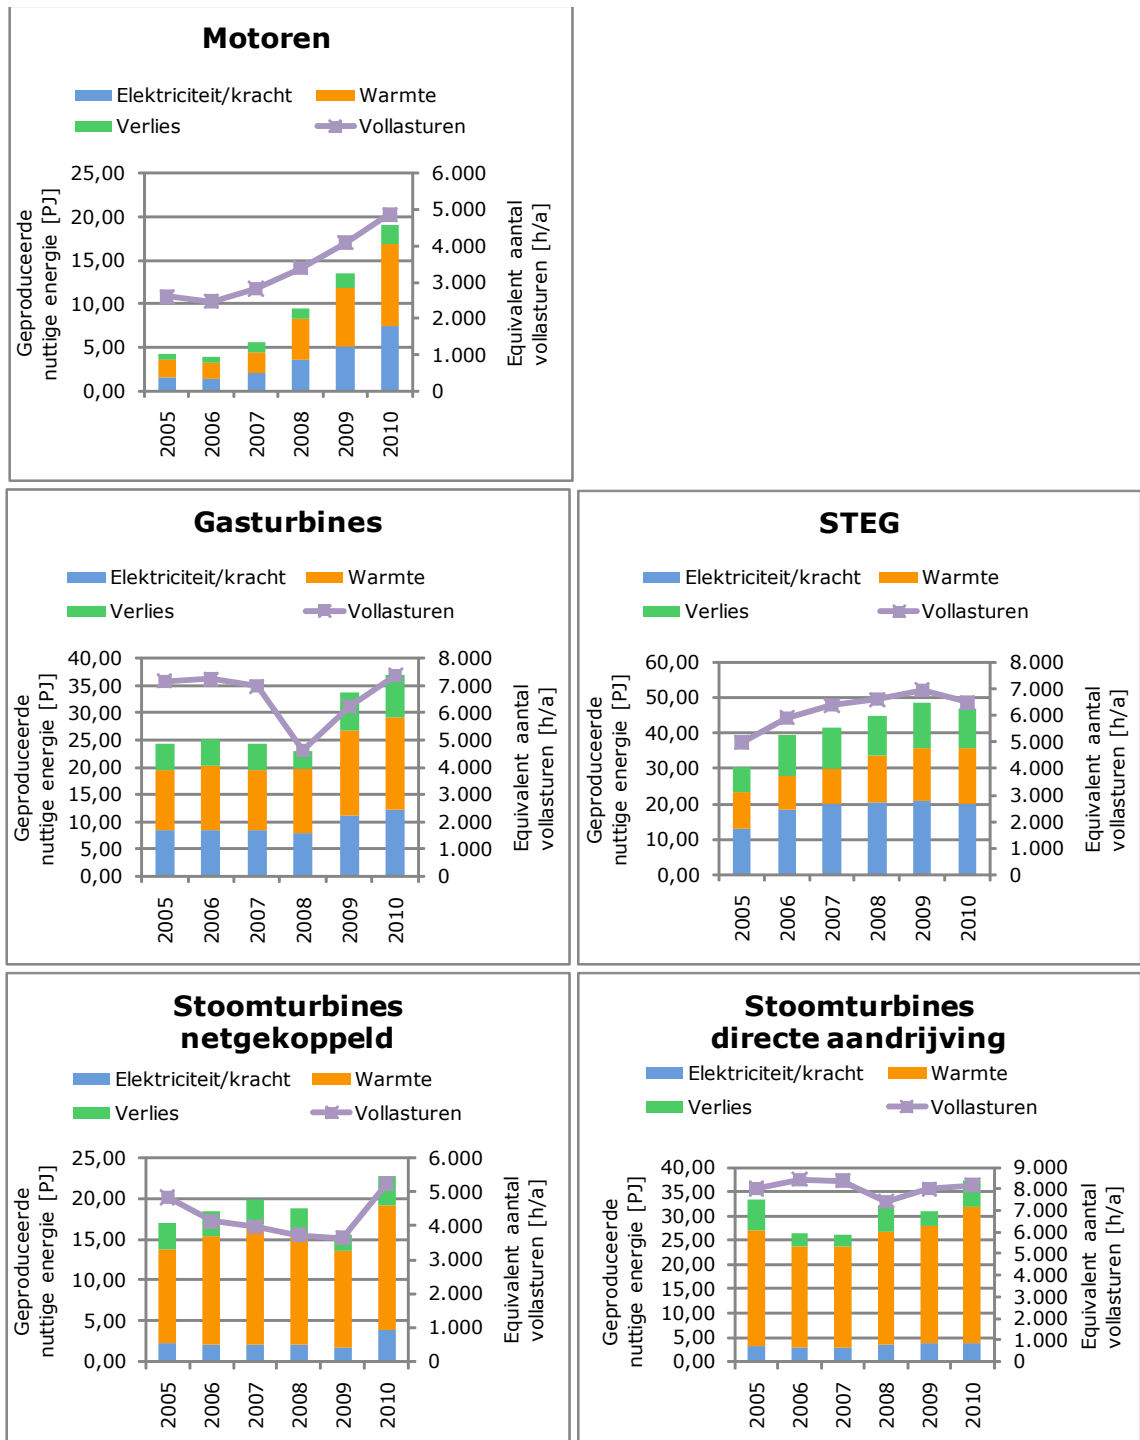 Motoren
Elektriciteit/kracht
Warmte
Verlies
Vollasturen
Geproduceerde
nuttige energie [PJ]
25,00
20,00
15,00
10,00
5,00
0,00
6.000
5.000
4.000
3.000
2.000
1.000
0
Equivalent aantal
vollasturen [h/a]
2005
2006
2007
2008
2009
2010
Gasturbines
Elektriciteit/kracht
Warmte
Verlies
Vollasturen
Geproduceerde
nuttige energie [PJ]
40,00
35,00
30,00
25,00
20,00
15,00
10,00
5,00
0,00
8.000
7.000
6.000
5.000
4.000
3.000
2.000
1.000
0
Equivalent aantal
vollasturen [h/a]
2005
2006
2007
2008
2009
2010
STEG
Elektriciteit/kracht
Warmte
Verlies
Vollasturen
Geproduceerde
nuttige energie [PJ]
60,00
50,00
40,00
30,00
20,00
10,00
0,00
8.000
7.000
6.000
5.000
4.000
3.000
2.000
1.000
0
Equivalent aantal
vollasturen [h/a]
2005
2006
2007
2008
2009
2010
Stoomturbines
netgekoppeld
Elektriciteit/kracht
Warmte
Verlies
Vollasturen
Geproduceerde
nuttige energie [PJ]
25,00
20,00
15,00
10,00
5,00
0,00
6.000
5.000
4.000
3.000
2.000
1.000
0
Equivalent aantal
vollasturen [h/a]
2005
2006
2007
2008
2009
2010
Stoomturbines
directe aandrijving
Elektriciteit/kracht
Warmte
Verlies
Vollasturen
Geproduceerde
nuttige energie [PJ]
40,00
35,00
30,00
25,00
20,00
15,00
10,00
5,00
0,00
9.000
8.000
7.000
6.000
5.000
4.000
3.000
2.000
1.000
0
Equivalent aantal
vollasturen [h/a]
2005
2006
2007
2008
2009
2010